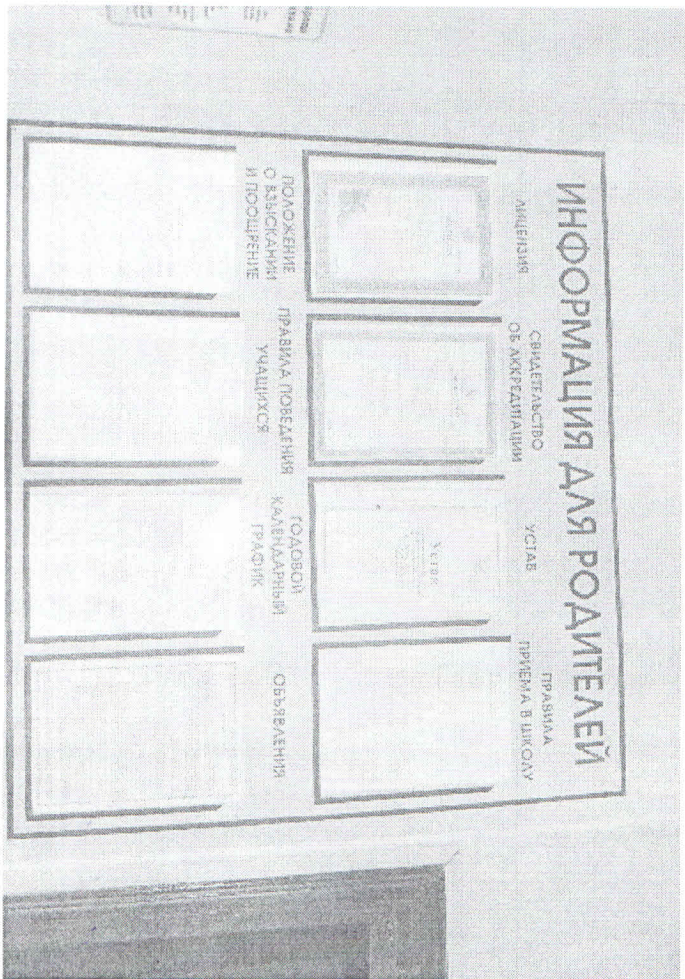 ИНФОРМАЦИЯ ДЛЯ РОДИТЕЛЕЙ
ЛИЦЕНЗИЯ
СВИДЕТЕЛЬСТВО
ОБ АККРЕДИТАЦИИ
УСТАВ
ПРАВИЛА
ПРИЕМА В ШКОЛУ
Устав
ПОЛОЖЕНИЕ
О ВЗЫСКАНИИ
И ПООЩРЕНИЕ
ПРАВИЛА ПОВЕДЕНИЯ
УЧАЩИХСЯ
ГОДОВОЙ
КАЛЕНДАРНЫЙ
ГРАФИК
ОБЪЯВЛЕНИЯ